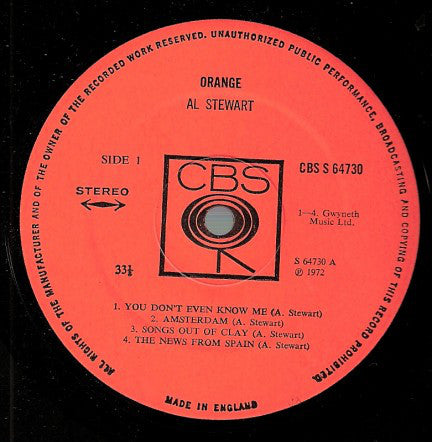 ALL RIGHTS OF THE MANUFACTURER AND OF THE OWNER OF THE RECORDED WORK RESERVED. UNAUTHORIZED PUBLIC PERFORMANCE, BROADCASTING AND COPYING OF THIS RECORD PROHIBITED.
ORANGE
AL STEWART
SIDE 1
CBS
CBS S 64730
STEREO
1—4. Gwyneth
Music Ltd.
33⅓
S 64730 A
℗ 1972
1. YOU DON'T EVEN KNOW ME (A. Stewart)
2. AMSTERDAM (A. Stewart)
3. SONGS OUT OF CLAY (A. Stewart)
4. THE NEWS FROM SPAIN (A. Stewart)
MADE IN ENGLAND